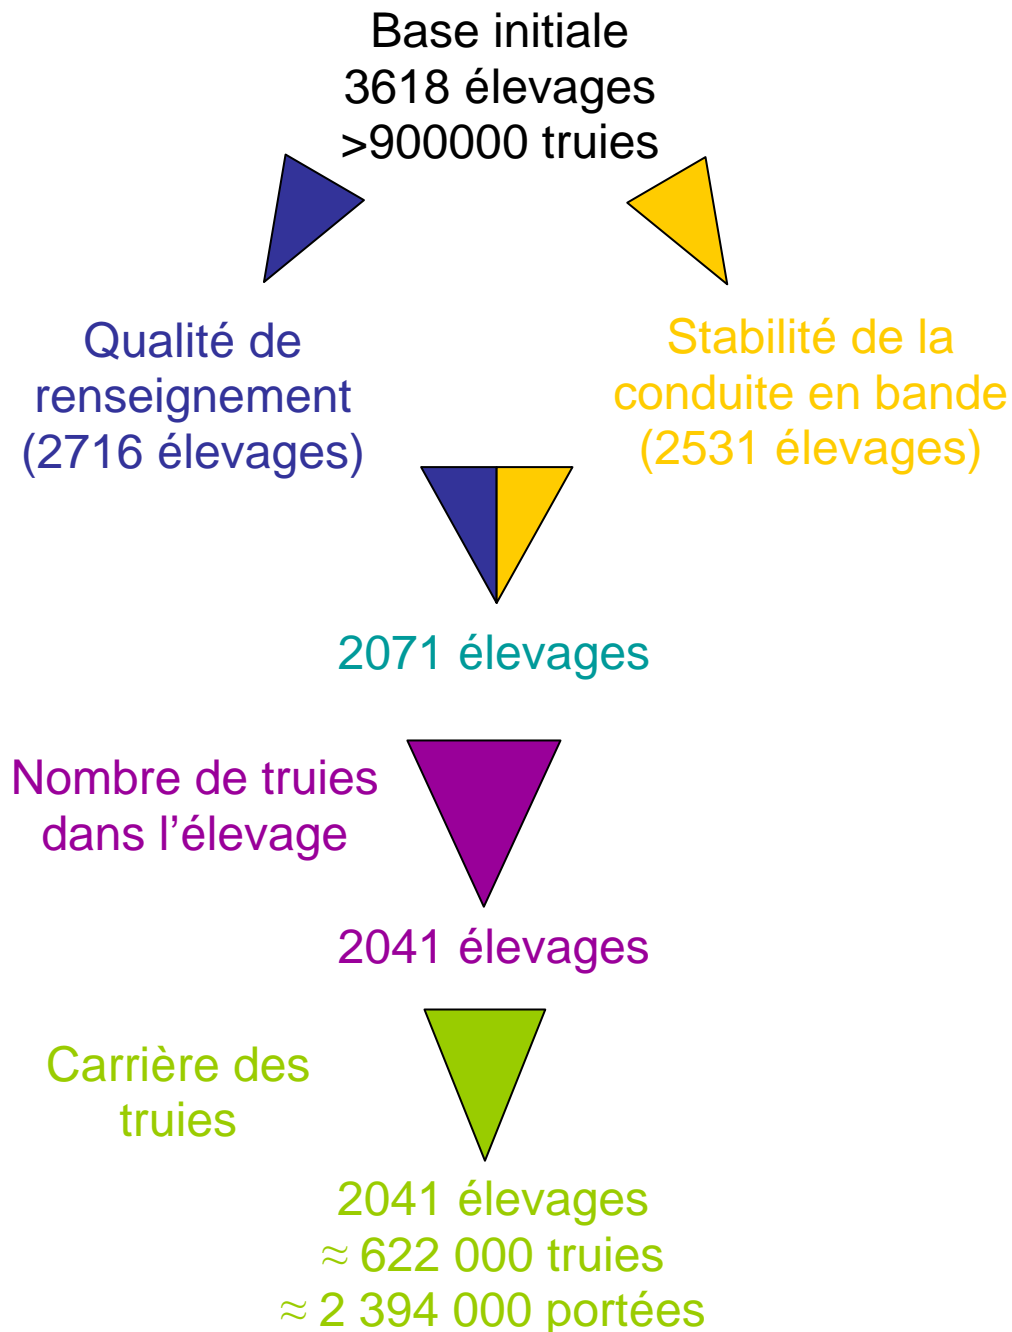 Base initiale
3618 élevages
>900000 truies
Qualité de
renseignement
(2716 élevages)
Stabilité de la
conduite en bande
(2531 élevages)
2071 élevages
Nombre de truies
dans l’élevage
2041 élevages
Carrière des
truies
2041 élevages
≈ 622 000 truies
≈ 2 394 000 portées